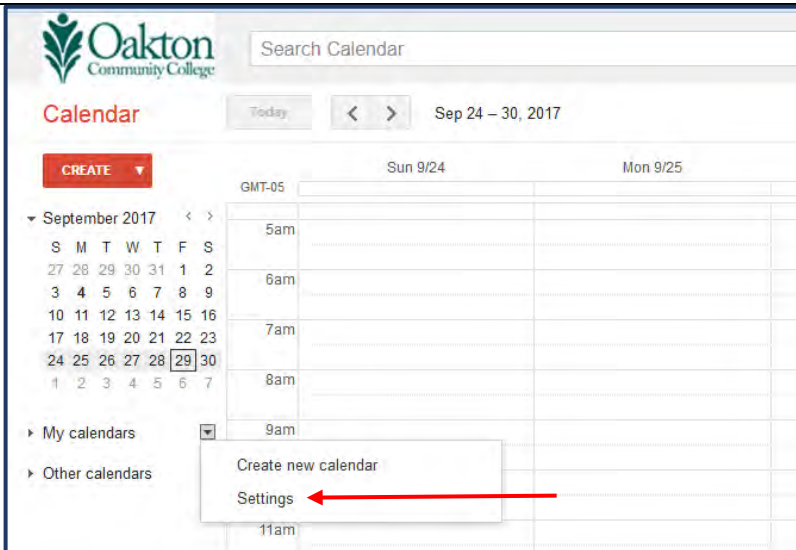 Oakton
Community College
Search Calendar
Calendar
Today
Sep 24 – 30, 2017
CREATE
Sun 9/24
Mon 9/25
GMT-05
September 2017
S M T W T F S
27 28 29 30 31 1 2
3 4 5 6 7 8 9
10 11 12 13 14 15 16
17 18 19 20 21 22 23
24 25 26 27 28 29 30
1 2 3 4 5 6 7
5am
6am
7am
8am
9am
My calendars
Other calendars
Create new calendar
Settings
11am